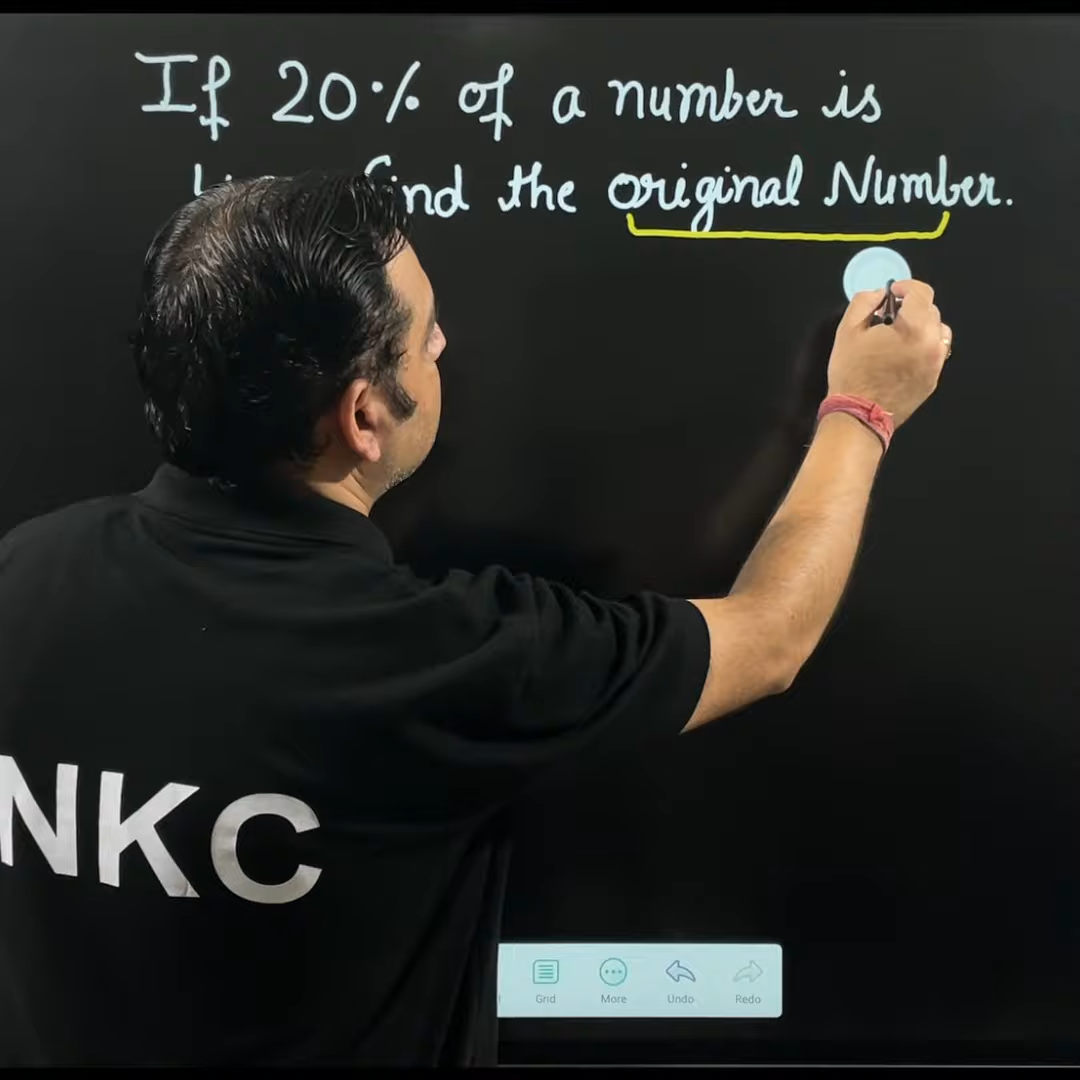 If 20% of a number is
find the original Number.
NKC
Grid More Undo Redo